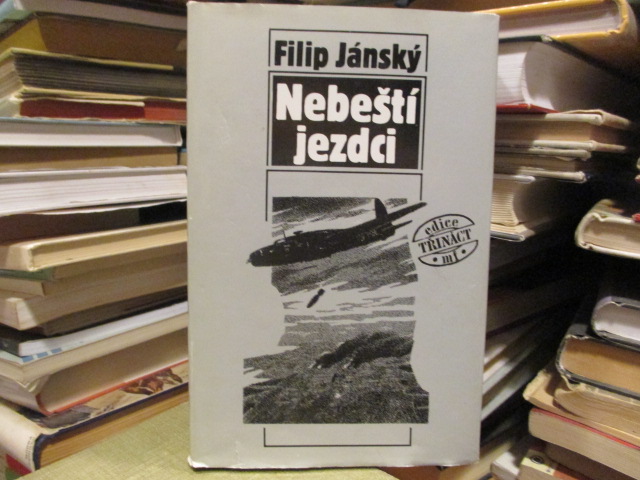 Filip Jánský
Nebeští
jezdci
edice
TŘINÁCT
mf